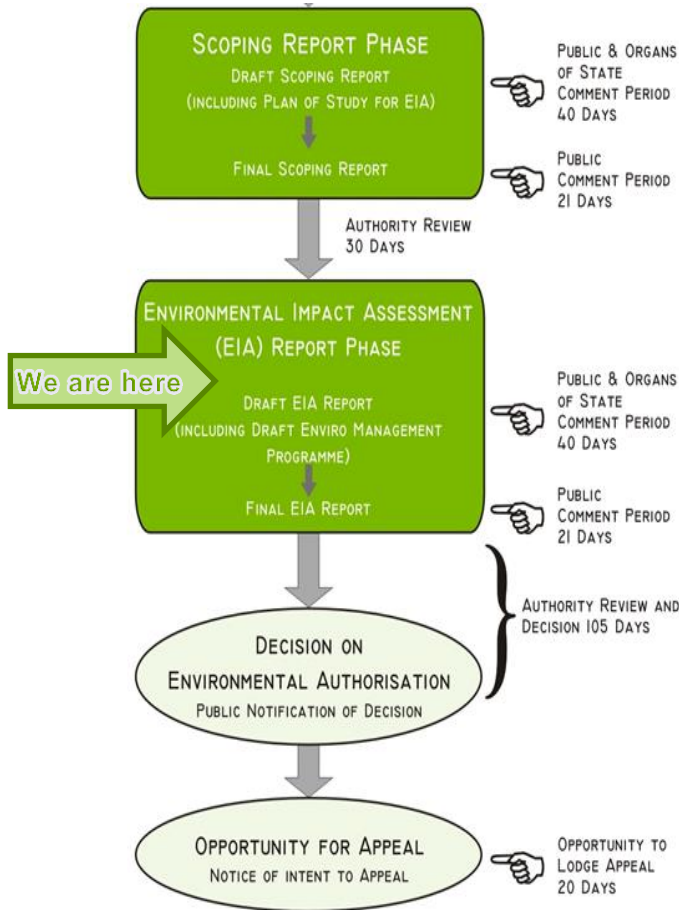 SCOPING REPORT PHASE
DRAFT SCOPING REPORT
(INCLUDING PLAN OF STUDY FOR EIA)
FINAL SCOPING REPORT
PUBLIC & ORGANS
OF STATE
COMMENT PERIOD
40 DAYS
PUBLIC
COMMENT PERIOD
21 DAYS
AUTHORITY REVIEW
30 DAYS
ENVIRONMENTAL IMPACT ASSESSMENT
(EIA) REPORT PHASE
We are here
DRAFT EIA REPORT
(INCLUDING DRAFT ENVIRO MANAGEMENT
PROGRAMME)
FINAL EIA REPORT
PUBLIC & ORGANS
OF STATE
COMMENT PERIOD
40 DAYS
PUBLIC
COMMENT PERIOD
21 DAYS
AUTHORITY REVIEW AND
DECISION 105 DAYS
DECISION ON
ENVIRONMENTAL AUTHORISATION
PUBLIC NOTIFICATION OF DECISION
OPPORTUNITY FOR APPEAL
NOTICE OF INTENT TO APPEAL
OPPORTUNITY TO
LODGE APPEAL
20 DAYS